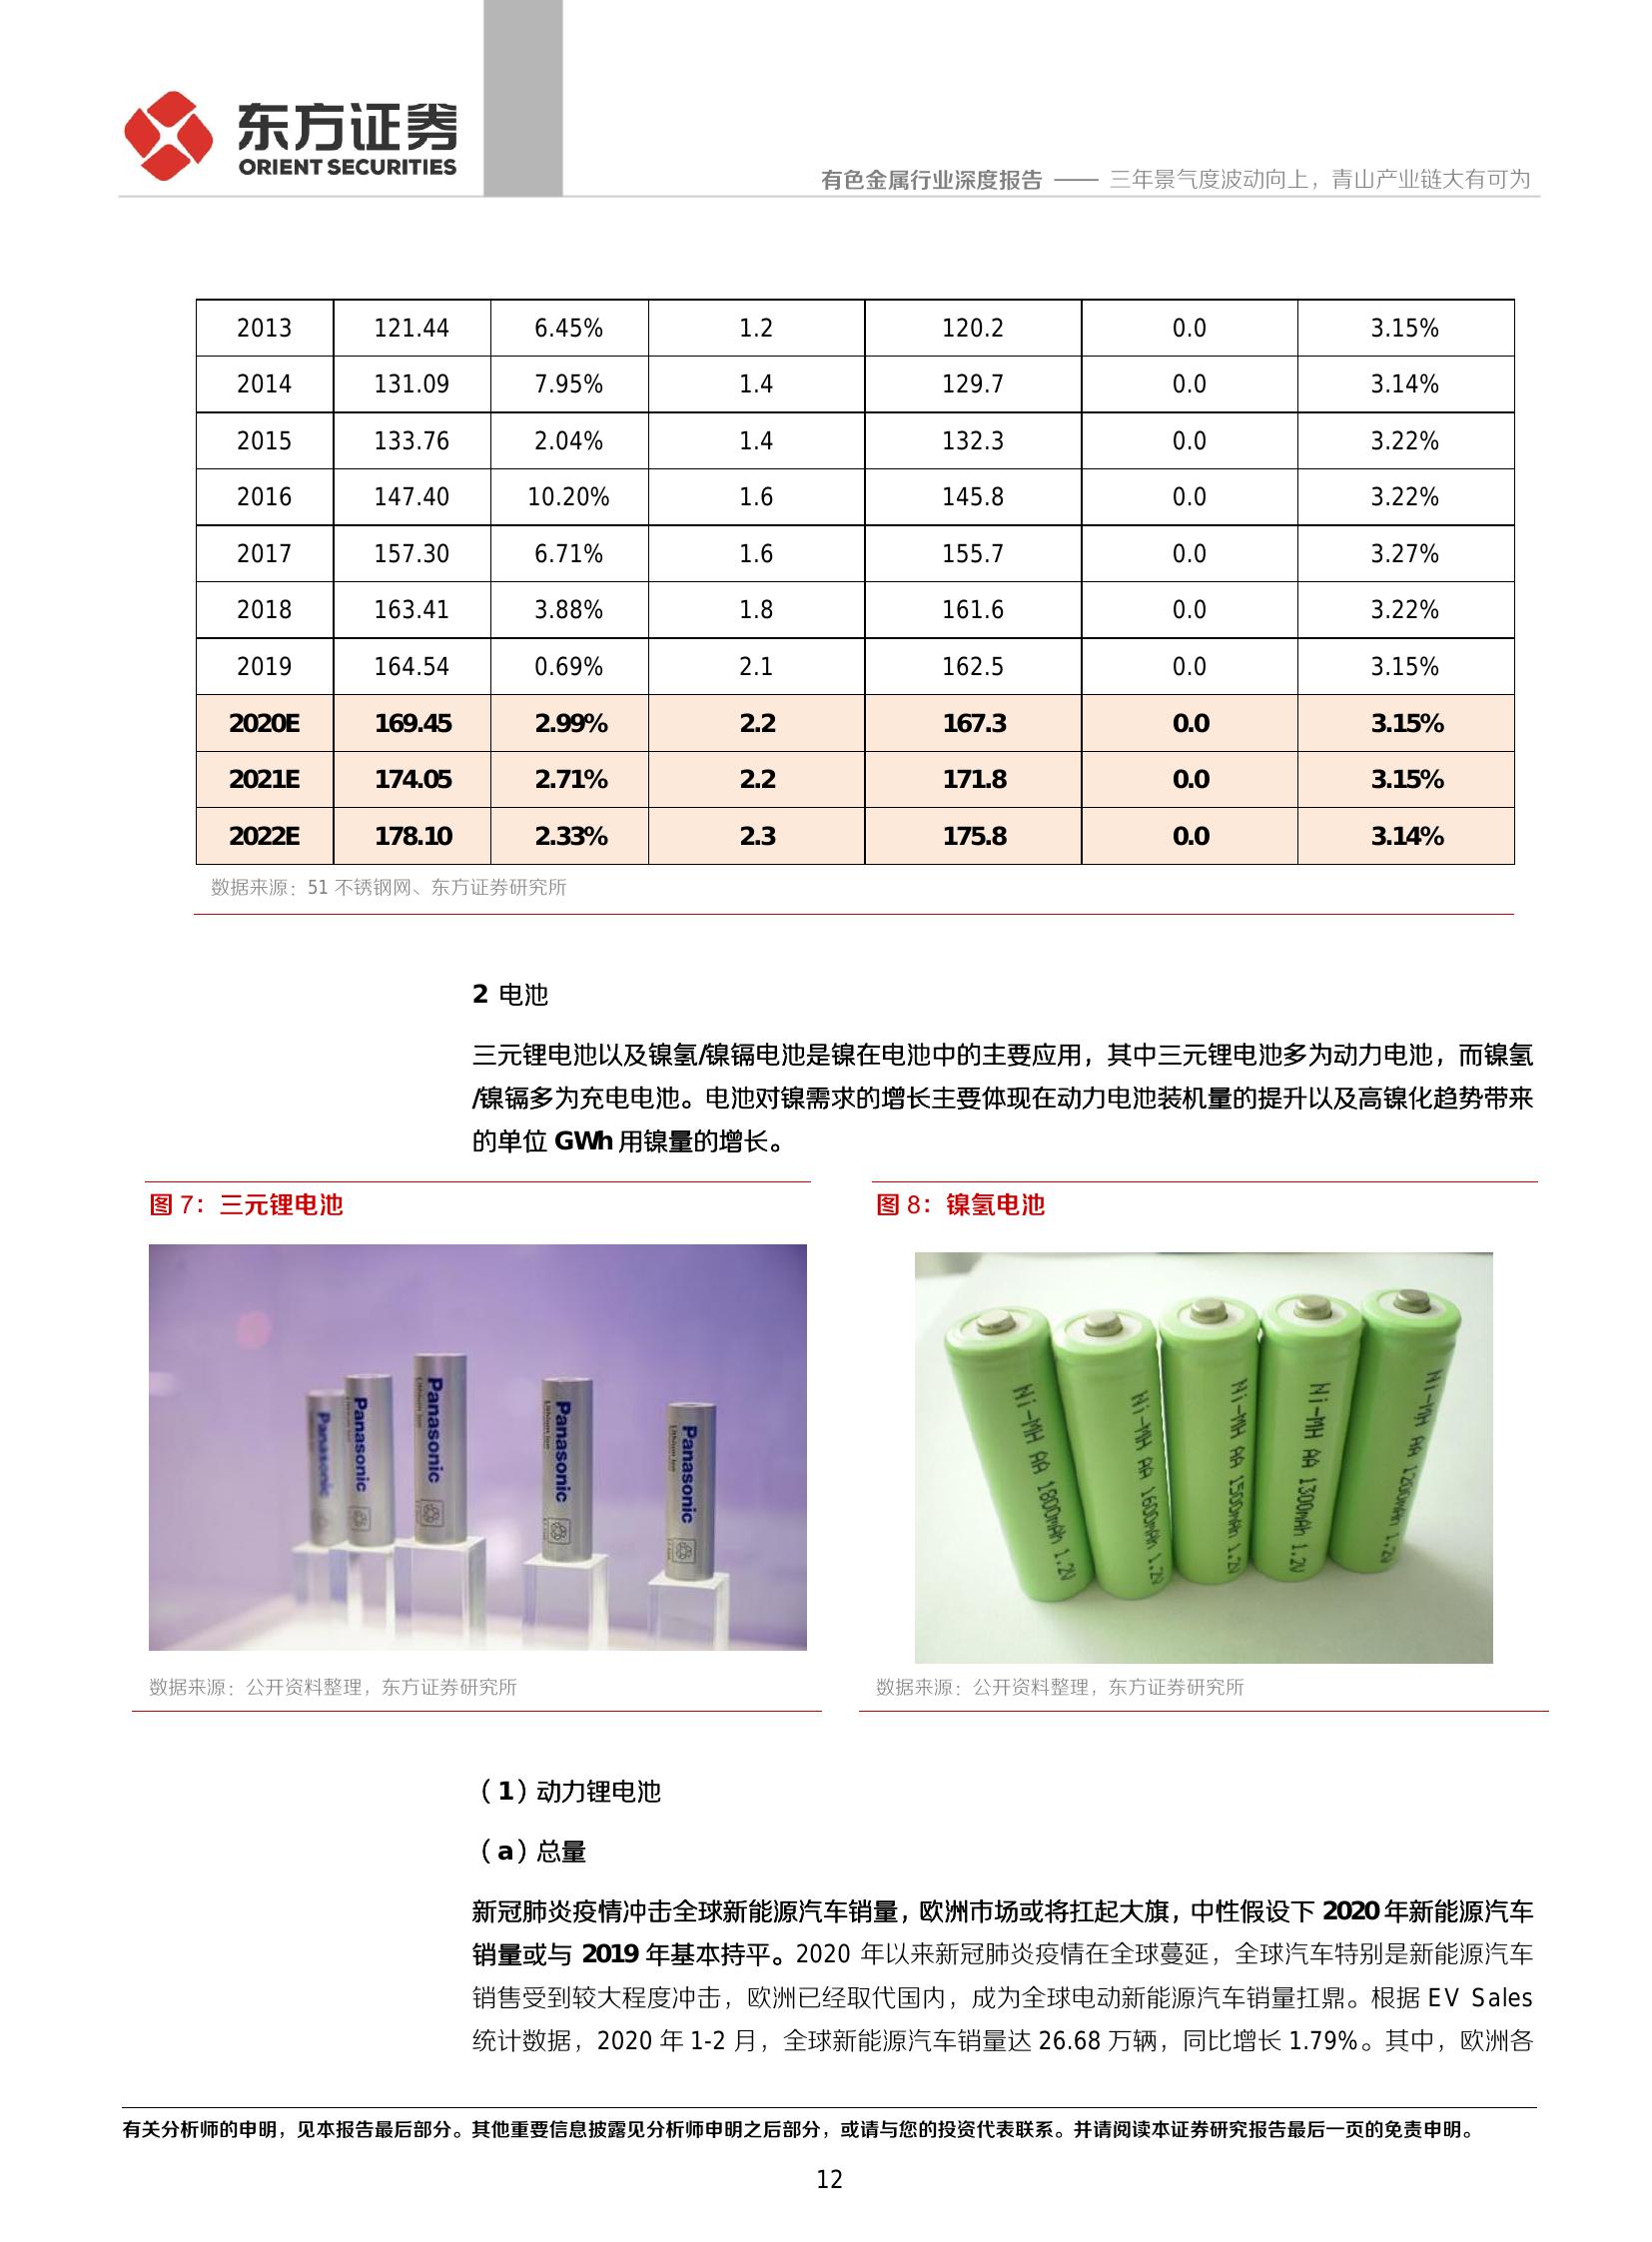 东方证券
ORIENT SECURITIES
有色金属行业深度报告 —— 三年景气度波动向上，青山产业链大有可为
2013 121.44 6.45% 1.2 120.2 0.0 3.15%
2014 131.09 7.95% 1.4 129.7 0.0 3.14%
2015 133.76 2.04% 1.4 132.3 0.0 3.22%
2016 147.40 10.20% 1.6 145.8 0.0 3.22%
2017 157.30 6.71% 1.6 155.7 0.0 3.27%
2018 163.41 3.88% 1.8 161.6 0.0 3.22%
2019 164.54 0.69% 2.1 162.5 0.0 3.15%
2020E 169.45 2.99% 2.2 167.3 0.0 3.15%
2021E 174.05 2.71% 2.2 171.8 0.0 3.15%
2022E 178.10 2.33% 2.3 175.8 0.0 3.14%
数据来源：51 不锈钢网、东方证券研究所
2 电池
三元锂电池以及镍氢/镍镉电池是镍在电池中的主要应用，其中三元锂电池多为动力电池，而镍氢
/镍镉多为充电电池。电池对镍需求的增长主要体现在动力电池装机量的提升以及高镍化趋势带来
的单位 GWh 用镍量的增长。
图 7：三元锂电池
Panasonic
Panasonic
Panasonic
Lithium Ion
Panasonic
Lithium Ion
Panasonic
Lithium Ion
数据来源：公开资料整理，东方证券研究所
图 8：镍氢电池
Ni-MH AA 1800mAh 1.2V
Ni-MH AA 1600mAh 1.2V
Ni-MH AA 1500mAh 1.2V
Ni-MH AA 1300mAh 1.2V
Ni-MH AA 1200mAh 1.2V
数据来源：公开资料整理，东方证券研究所
（1）动力锂电池
（a）总量
新冠肺炎疫情冲击全球新能源汽车销量，欧洲市场或将扛起大旗，中性假设下 2020 年新能源汽车
销量或与 2019 年基本持平。2020 年以来新冠肺炎疫情在全球蔓延，全球汽车特别是新能源汽车
销售受到较大程度冲击，欧洲已经取代国内，成为全球电动新能源汽车销量扛鼎。根据 EV Sales
统计数据，2020 年 1-2 月，全球新能源汽车销量达 26.68 万辆，同比增长 1.79%。其中，欧洲各
有关分析师的申明，见本报告最后部分。其他重要信息披露见分析师申明之后部分，或请与您的投资代表联系。并请阅读本证券研究报告最后一页的免责申明。
12